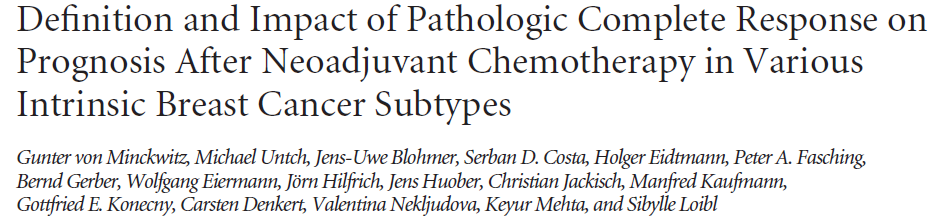 Definition and Impact of Pathologic Complete Response on
Prognosis After Neoadjuvant Chemotherapy in Various
Intrinsic Breast Cancer Subtypes
Gunter von Minckwitz, Michael Untch, Jens-Uwe Blohmer, Serban D. Costa, Holger Eidtmann, Peter A. Fasching,
Bernd Gerber, Wolfgang Eiermann, Jörn Hilfrich, Jens Huober, Christian Jackisch, Manfred Kaufmann,
Gottfried E. Konecny, Carsten Denkert, Valentina Nekljudova, Keyur Mehta, and Sibylle Loibl